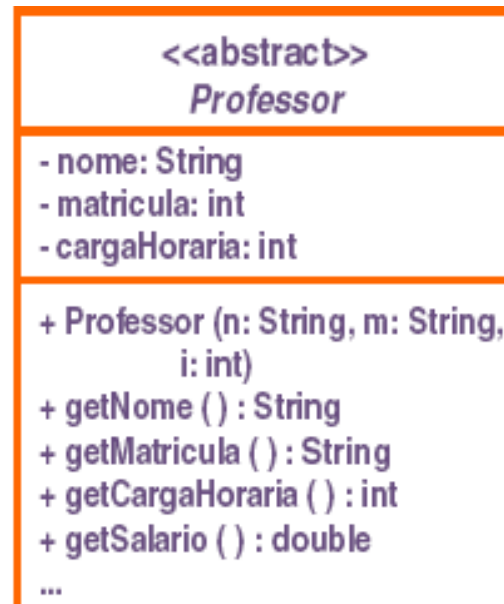 <<abstract>>
Professor
- nome: String
- matricula: int
- cargaHoraria: int
+ Professor (n: String, m: String,
i: int)
+ getNome ( ) : String
+ getMatricula ( ) : String
+ getCargaHoraria ( ) : int
+ getSalario ( ) : double
...